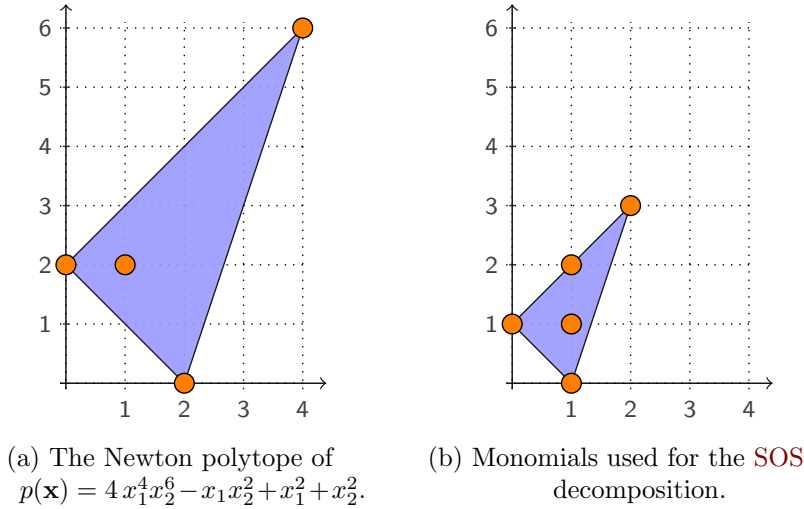 6
5
4
3
2
1
1 2 3 4
(a) The Newton polytope of
p(𝐱) = 4 x₁⁴x₂⁶ − x₁x₂² + x₁² + x₂².
6
5
4
3
2
1
1 2 3 4
(b) Monomials used for the SOS
decomposition.